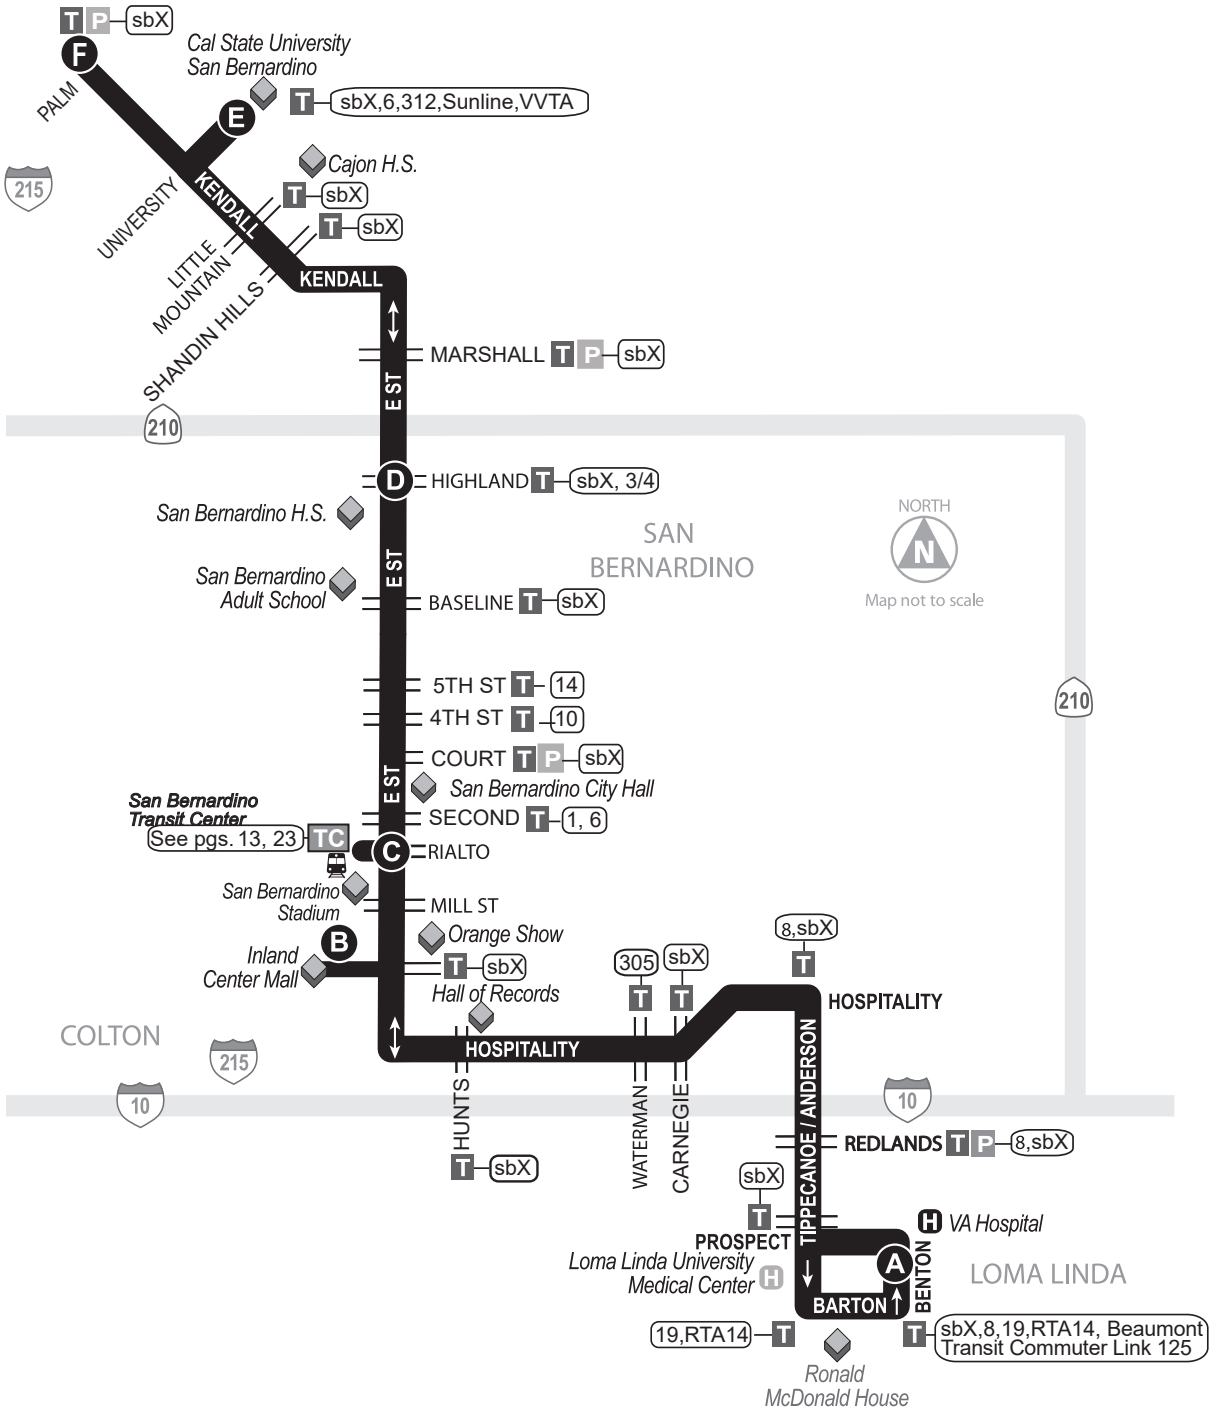 T P sbX
F
Cal State University
San Bernardino
PALM
E
T sbX,6,312,Sunline,VVTA
215
Cajon H.S.
UNIVERSITY
KENDALL
T sbX
LITTLE
MOUNTAIN
T sbX
SHANDIN HILLS
KENDALL
MARSHALL T P sbX
E ST
210
D
HIGHLAND T sbX, 3/4
San Bernardino H.S.
SAN
BERNARDINO
NORTH
N
Map not to scale
E ST
San Bernardino
Adult School
BASELINE T sbX
5TH ST T 14
210
4TH ST T 10
COURT T P sbX
E ST
San Bernardino City Hall
San Bernardino
Transit Center
SECOND T 1, 6
See pgs. 13, 23 TC
C
RIALTO
San Bernardino
Stadium
MILL ST
B
Orange Show
Inland
Center Mall
T sbX
Hall of Records
305
T
sbX
T
8,sbX
T
HOSPITALITY
COLTON
215
HOSPITALITY
10
10
HUNTS
T sbX
WATERMAN
CARNEGIE
TIPPECANOE / ANDERSON
REDLANDS T P 8,sbX
sbX
T
PROSPECT
H VA Hospital
Loma Linda University
Medical Center H
A
BENTON
LOMA LINDA
BARTON
19,RTA14 T
T sbX,8,19,RTA14, Beaumont
Transit Commuter Link 125
Ronald
McDonald House